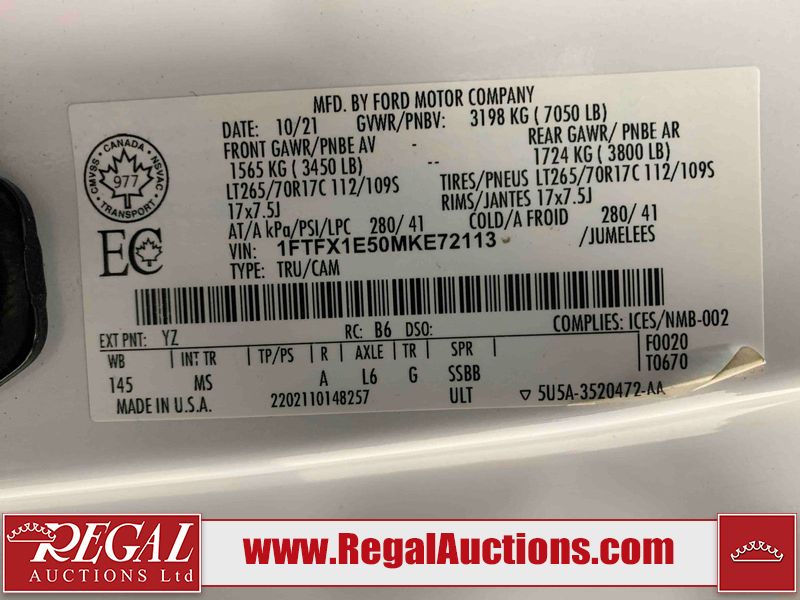 MFD. BY FORD MOTOR COMPANY
DATE: 10/21 GVWR/PNBV: 3198 KG ( 7050 LB)
FRONT GAWR/PNBE AV REAR GAWR/ PNBE AR
1565 KG ( 3450 LB) -- 1724 KG ( 3800 LB)
LT265/70R17C 112/109S TIRES/PNEUS LT265/70R17C 112/109S
17x7.5J RIMS/JANTES 17x7.5J
AT/A kPa/PSI/LPC 280/ 41 COLD/A FROID 280/ 41
VIN: 1FTFX1E50MKE72113 /JUMELEES
TYPE: TRU/CAM
CMVSS · CANADA · NSVAC
977
TRANSPORT
EC
EXT PNT: YZ RC: B6 DSO: COMPLIES: ICES/NMB-002
WB INT TR TP/PS R AXLE TR SPR F0020
145 MS A L6 G SSBB T0670
MADE IN U.S.A. 2202110148257 ULT ▽ 5U5A-3520472-AA
REGAL
AUCTIONS Ltd
www.RegalAuctions.com